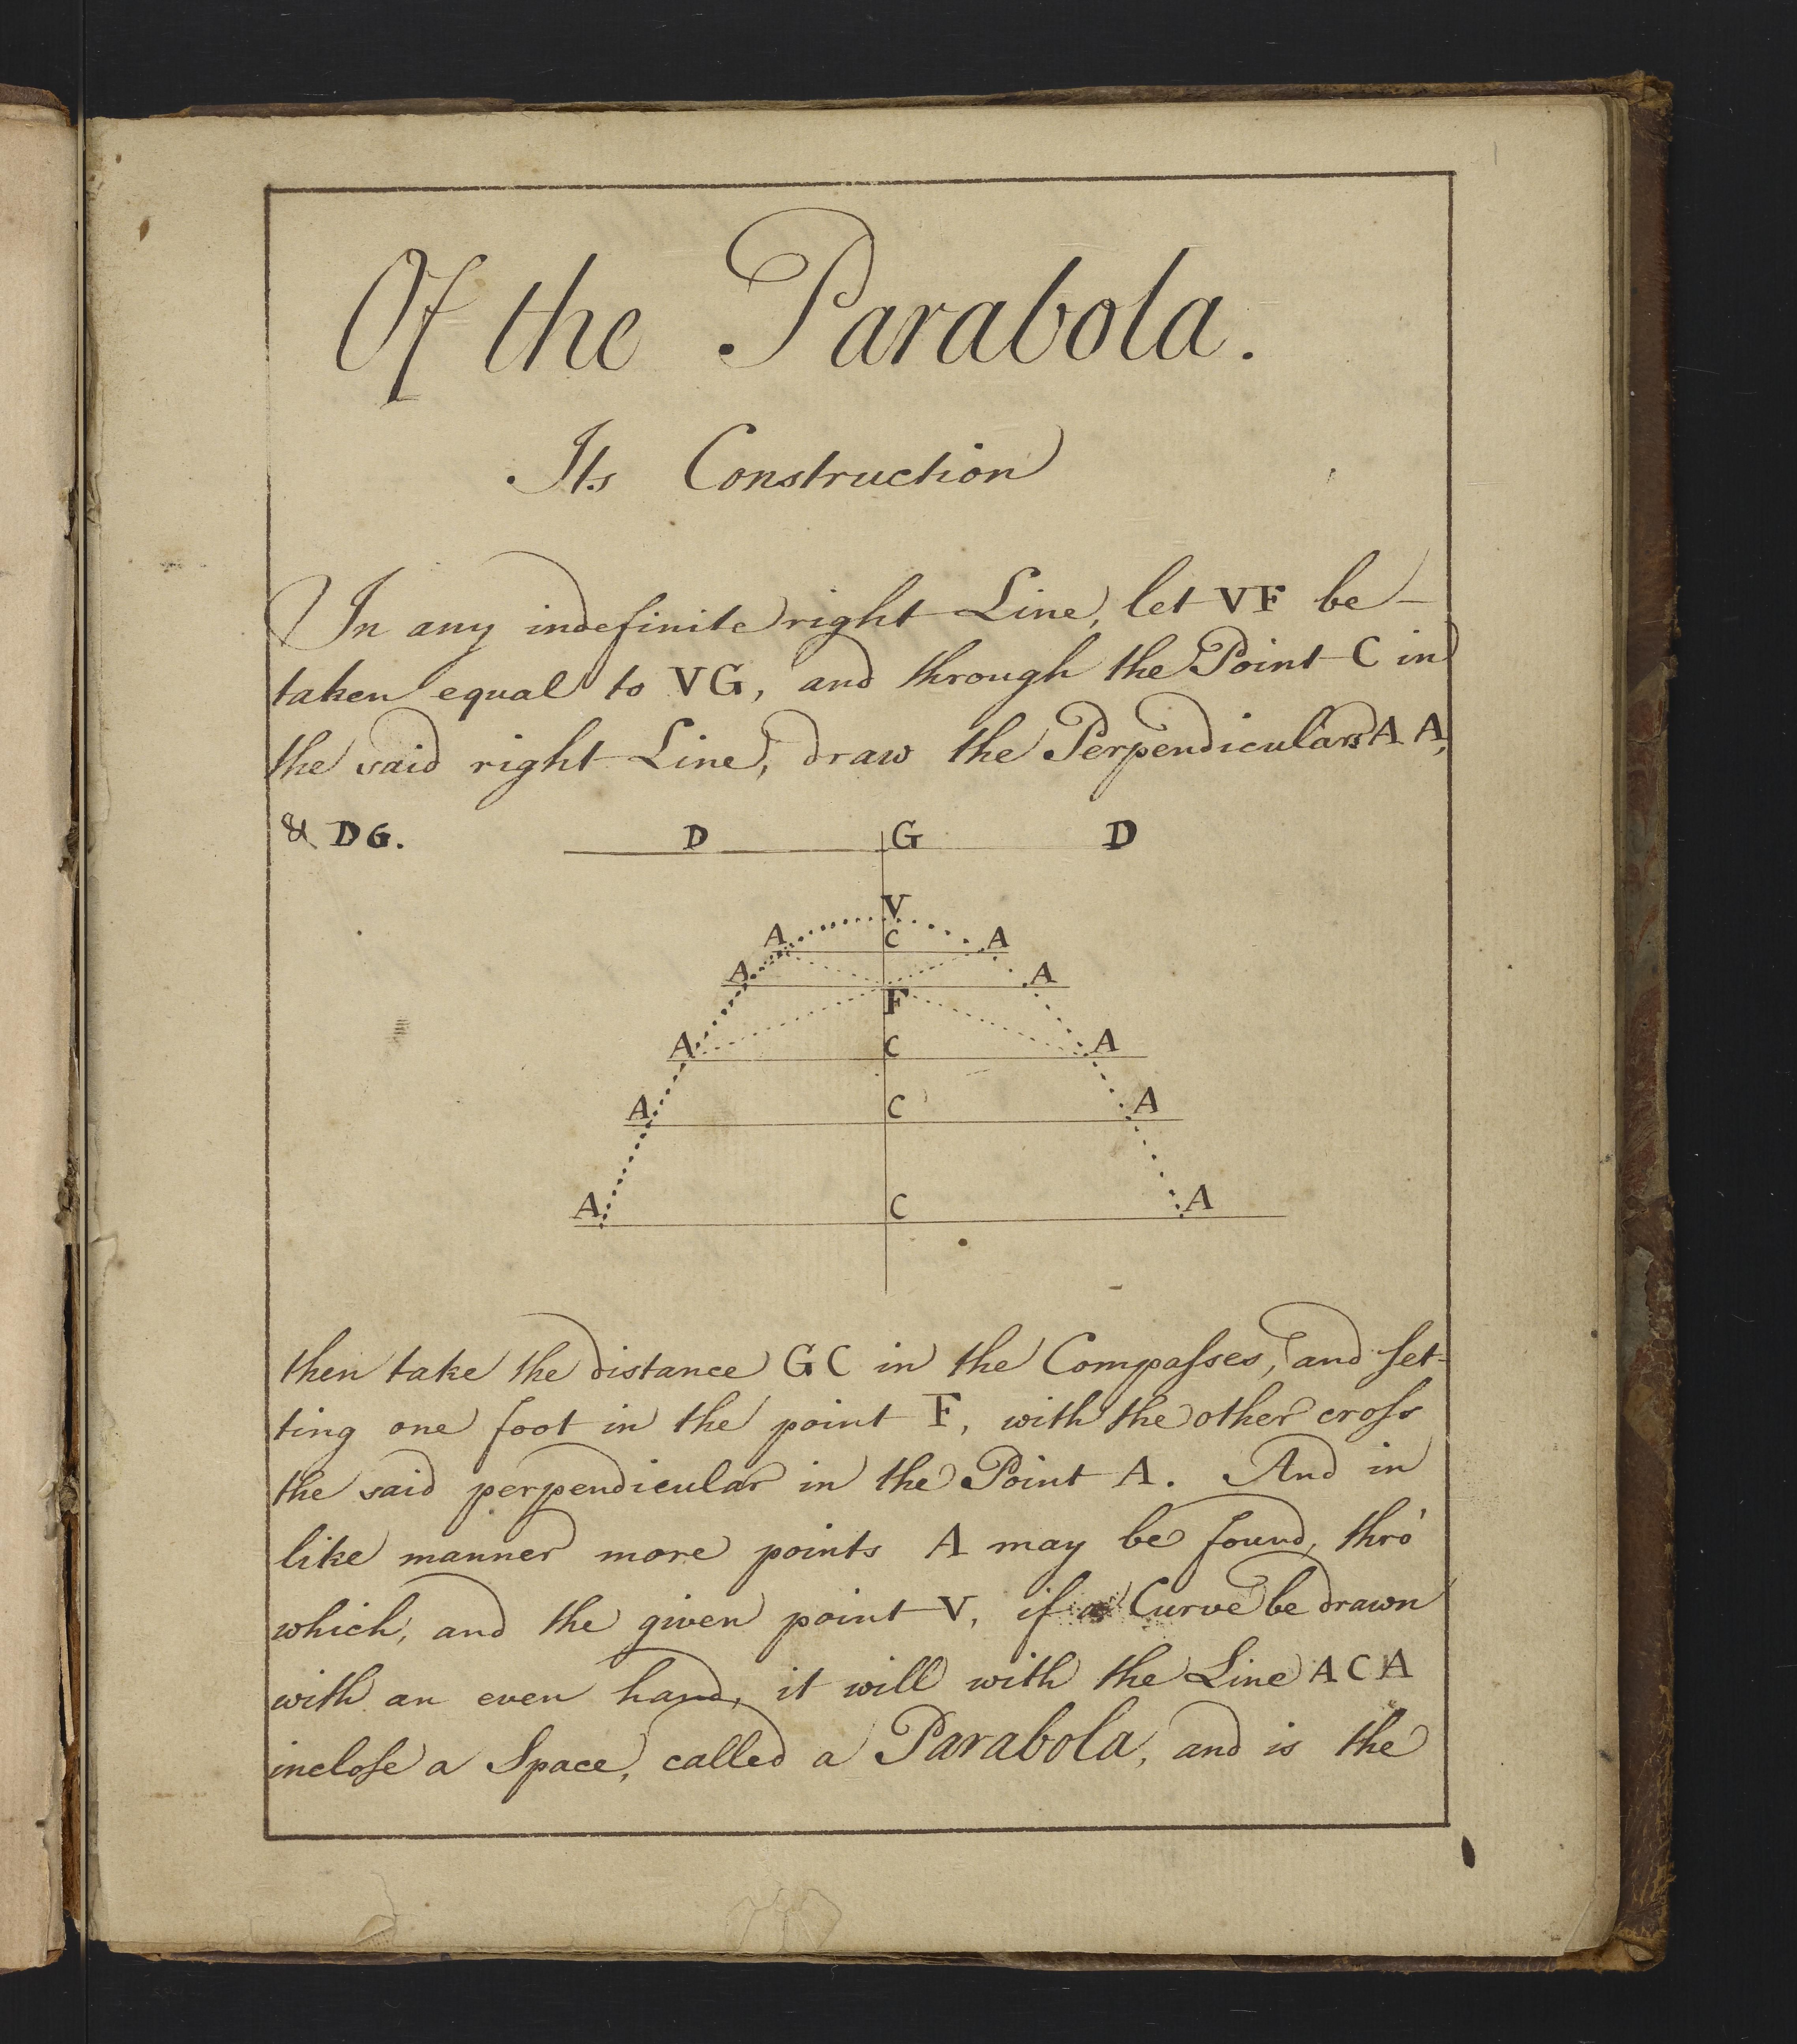 Of the Parabola.
Its Construction
In any indefinite right Line, let VF be
taken equal to VG, and through the Point C in
the said right Line, draw the Perpendiculars A A,
& DG.
D G D
V
A C A
A A
F
A C A
A C A
A C A
then take the distance GC in the Compaſses, and ſet-
ting one foot in the point F, with the other croſs
the said perpendicular in the Point A. And in
like manner more points A may be found, thro'
which, and the given point V, if a Curve be drawn
with an even hand, it will with the Line A C A
incloſe a Space, called a Parabola, and is the